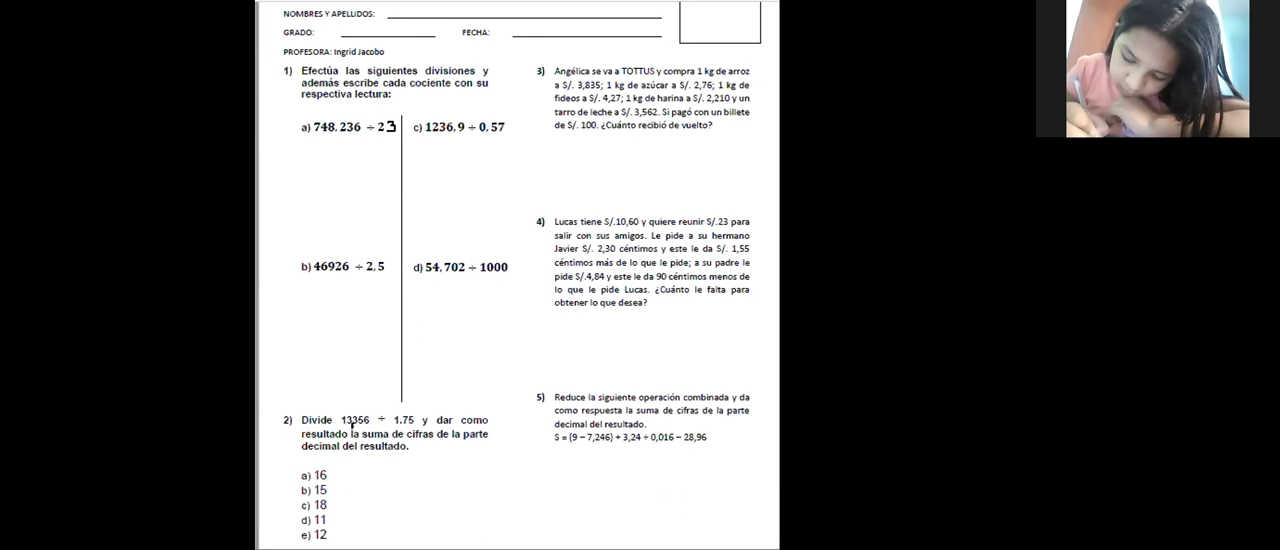 NOMBRES Y APELLIDOS:
GRADO: FECHA:
PROFESORA: Ingrid Jacobo
1) Efectúa las siguientes divisiones y
además escribe cada cociente con su
respectiva lectura:
a) 748,236 ÷ 23
c) 1236,9 ÷ 0,57
b) 46926 ÷ 2,5
d) 54,702 ÷ 1000
2) Divide 13356 ÷ 1.75 y dar como
resultado la suma de cifras de la parte
decimal del resultado.
a) 16
b) 15
c) 18
d) 11
e) 12
3) Angélica se va a TOTTUS y compra 1 kg de arroz
a S/. 3,835; 1 kg de azúcar a S/. 2,76; 1 kg de
fideos a S/. 4,27; 1 kg de harina a S/. 2,210 y un
tarro de leche a S/. 3,562. Si pagó con un billete
de S/. 100. ¿Cuánto recibió de vuelto?
4) Lucas tiene S/.10,60 y quiere reunir S/.23 para
salir con sus amigos. Le pide a su hermano
Javier S/. 2,30 céntimos y este le da S/. 1,55
céntimos más de lo que le pide; a su padre le
pide S/.4,84 y este le da 90 céntimos menos de
lo que le pide Lucas. ¿Cuánto le falta para
obtener lo que desea?
5) Reduce la siguiente operación combinada y da
como respuesta la suma de cifras de la parte
decimal del resultado.
S = (9 – 7,246) + 3,24 ÷ 0,016 – 28,96